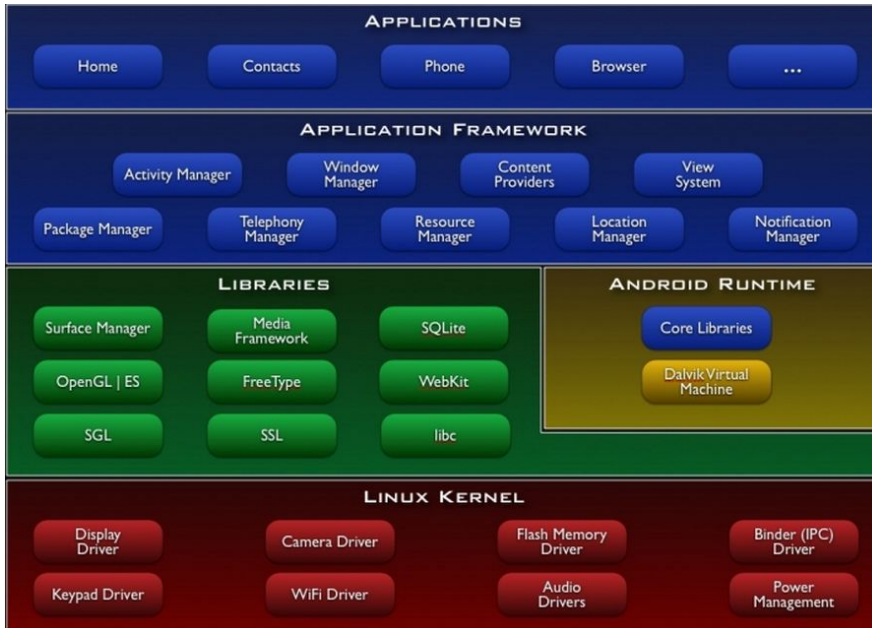 APPLICATIONS
Home
Contacts
Phone
Browser
...
APPLICATION FRAMEWORK
Activity Manager
Window
Manager
Content
Providers
View
System
Package Manager
Telephony
Manager
Resource
Manager
Location
Manager
Notification
Manager
LIBRARIES
Surface Manager
Media
Framework
SQLite
OpenGL | ES
FreeType
WebKit
SGL
SSL
libc
ANDROID RUNTIME
Core Libraries
Dalvik Virtual
Machine
LINUX KERNEL
Display
Driver
Camera Driver
Flash Memory
Driver
Binder (IPC)
Driver
Keypad Driver
WiFi Driver
Audio
Drivers
Power
Management